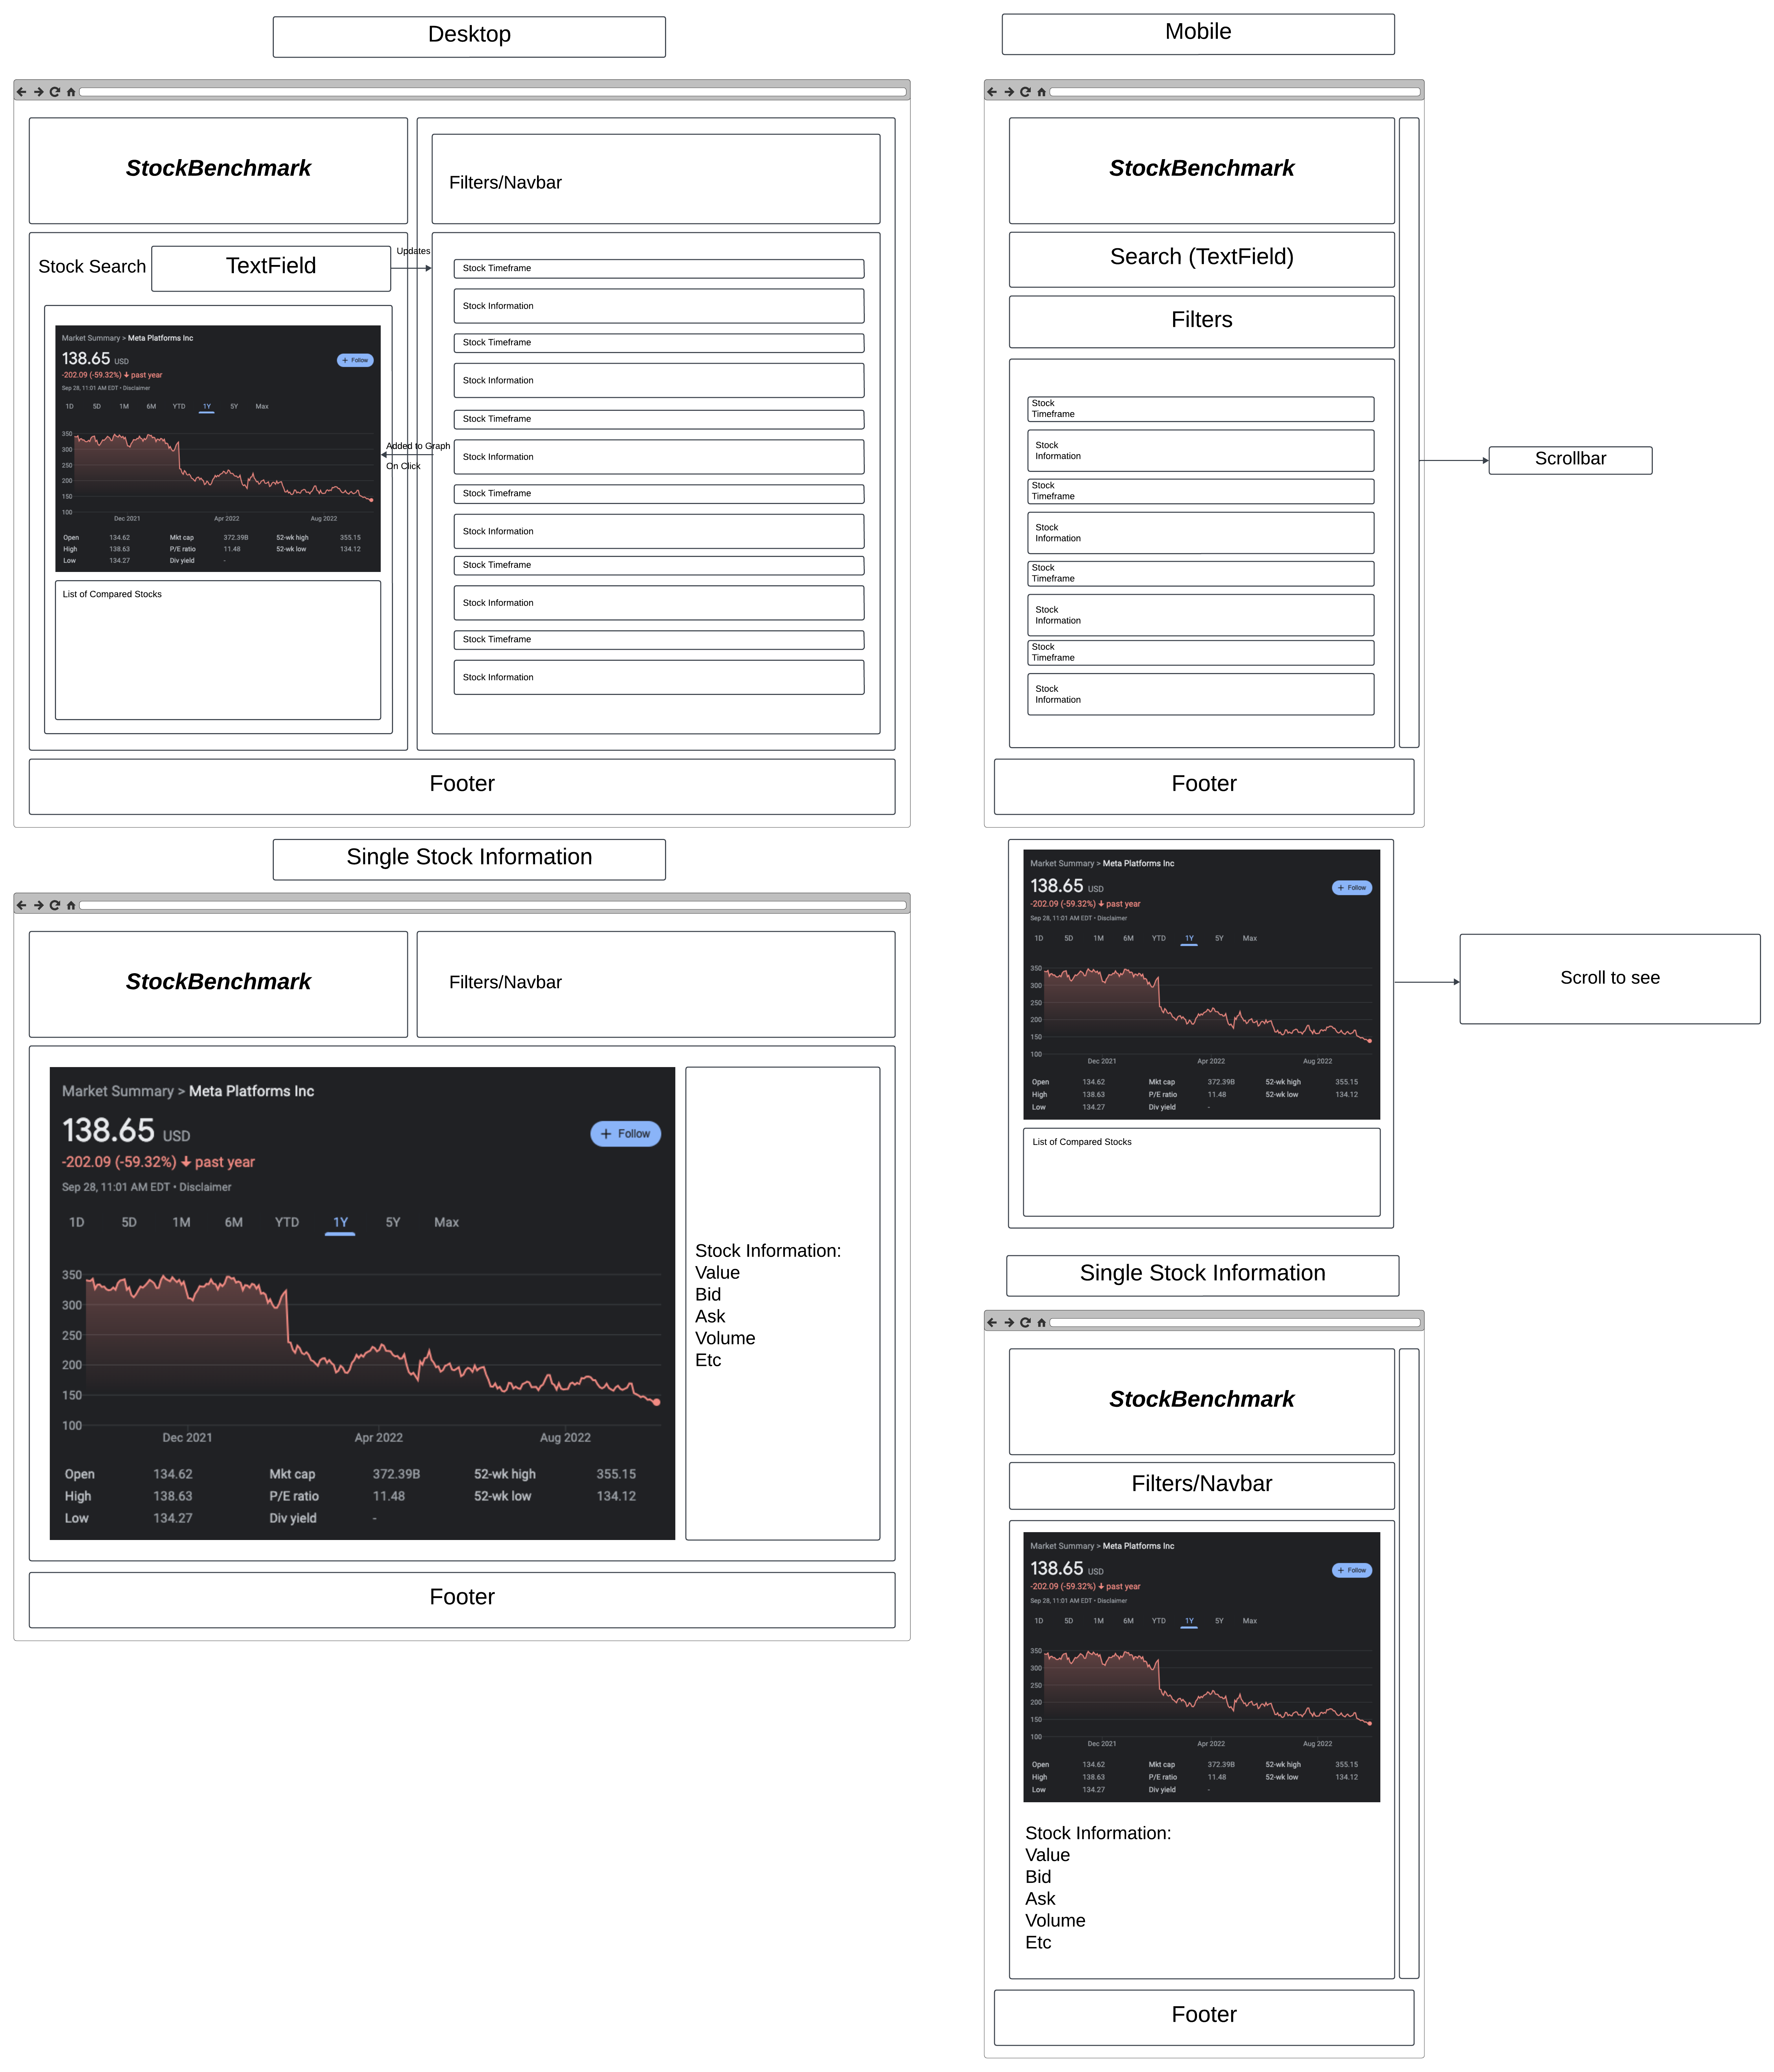 Desktop
StockBenchmark
Filters/Navbar
Stock Search
TextField
Updates
Market Summary > Meta Platforms Inc
138.65 USD
+ Follow
-202.09 (-59.32%) ↓ past year
Sep 28, 11:01 AM EDT • Disclaimer
1D 5D 1M 6M YTD 1Y 5Y Max
350
300
250
200
150
100
Dec 2021 Apr 2022 Aug 2022
Open 134.62 Mkt cap 372.39B 52-wk high 355.15
High 138.63 P/E ratio 11.48 52-wk low 134.12
Low 134.27 Div yield -
List of Compared Stocks
Added to Graph
On Click
Stock Timeframe
Stock Information
Stock Timeframe
Stock Information
Stock Timeframe
Stock Information
Stock Timeframe
Stock Information
Stock Timeframe
Stock Information
Stock Timeframe
Stock Information
Footer
Single Stock Information
StockBenchmark
Filters/Navbar
Market Summary > Meta Platforms Inc
138.65 USD
+ Follow
-202.09 (-59.32%) ↓ past year
Sep 28, 11:01 AM EDT • Disclaimer
1D 5D 1M 6M YTD 1Y 5Y Max
350
300
250
200
150
100
Dec 2021 Apr 2022 Aug 2022
Open 134.62 Mkt cap 372.39B 52-wk high 355.15
High 138.63 P/E ratio 11.48 52-wk low 134.12
Low 134.27 Div yield -
Stock Information:
Value
Bid
Ask
Volume
Etc
Footer
Mobile
StockBenchmark
Search (TextField)
Filters
Stock
Timeframe
Stock
Information
Stock
Timeframe
Stock
Information
Stock
Timeframe
Stock
Information
Stock
Timeframe
Stock
Information
Scrollbar
Footer
Market Summary > Meta Platforms Inc
138.65 USD
+ Follow
-202.09 (-59.32%) ↓ past year
Sep 28, 11:01 AM EDT • Disclaimer
1D 5D 1M 6M YTD 1Y 5Y Max
350
300
250
200
150
100
Dec 2021 Apr 2022 Aug 2022
Open 134.62 Mkt cap 372.39B 52-wk high 355.15
High 138.63 P/E ratio 11.48 52-wk low 134.12
Low 134.27 Div yield -
List of Compared Stocks
Scroll to see
Single Stock Information
StockBenchmark
Filters/Navbar
Market Summary > Meta Platforms Inc
138.65 USD
+ Follow
-202.09 (-59.32%) ↓ past year
Sep 28, 11:01 AM EDT • Disclaimer
1D 5D 1M 6M YTD 1Y 5Y Max
350
300
250
200
150
100
Dec 2021 Apr 2022 Aug 2022
Open 134.62 Mkt cap 372.39B 52-wk high 355.15
High 138.63 P/E ratio 11.48 52-wk low 134.12
Low 134.27 Div yield -
Stock Information:
Value
Bid
Ask
Volume
Etc
Footer